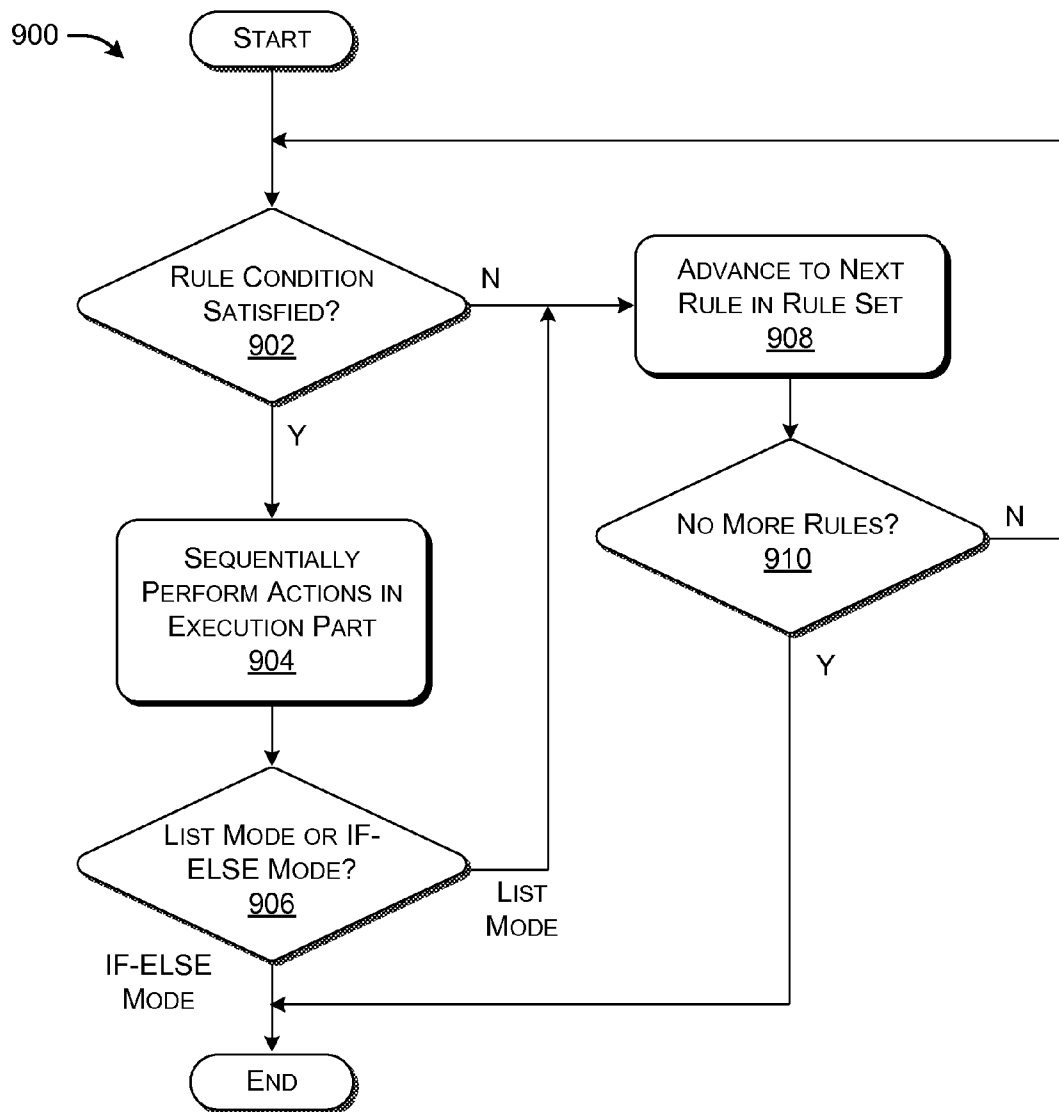 900
START
RULE CONDITION
SATISFIED?
902
N
Y
ADVANCE TO NEXT
RULE IN RULE SET
908
NO MORE RULES?
910
N
Y
SEQUENTIALLY
PERFORM ACTIONS IN
EXECUTION PART
904
LIST MODE OR IF-
ELSE MODE?
906
LIST
MODE
IF-ELSE
MODE
END